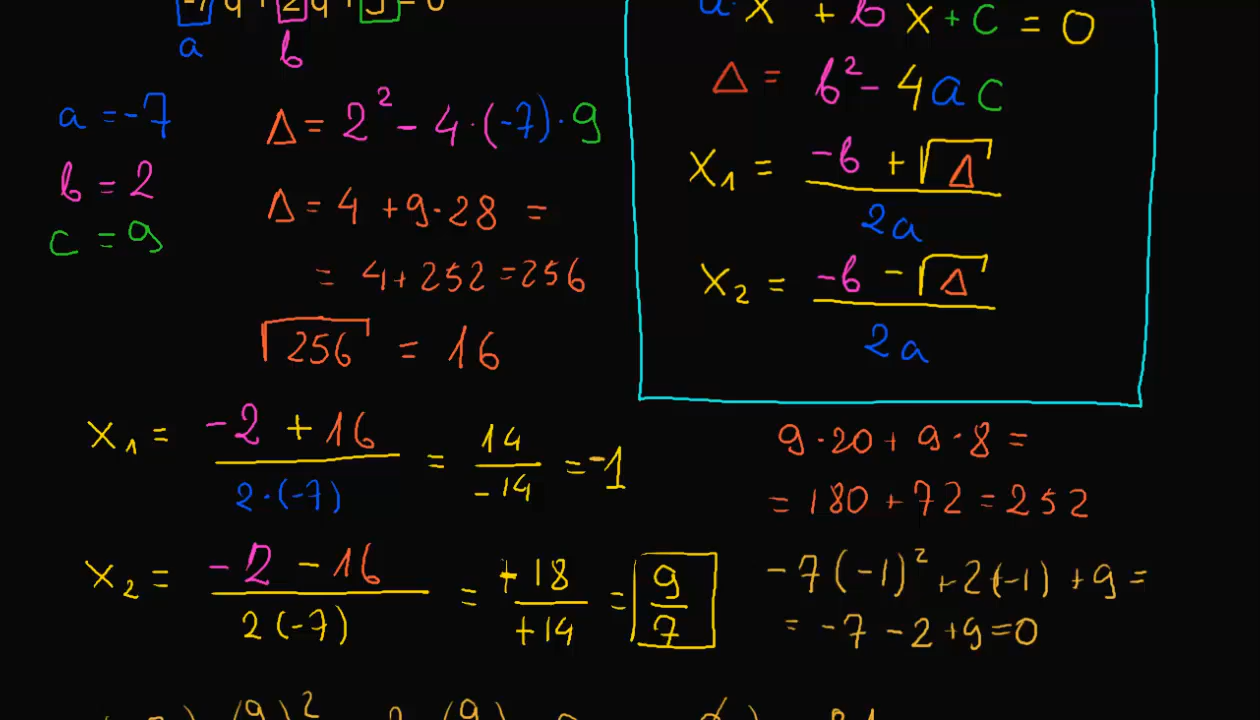 a b
a = -7
b = 2
c = 9
Δ = 2² - 4·(-7)·9
Δ = 4 + 9·28 =
= 4 + 252 = 256
√256 = 16
x₁ = (-2 + 16)/(2·(-7)) = 14/-14 = -1
x₂ = (-2 - 16)/(2(-7)) = +18/+14 = 9/7
a·x + b x + c = 0
Δ = b² - 4ac
x₁ = (-b + √Δ)/2a
x₂ = (-b - √Δ)/2a
9·20 + 9·8 =
= 180 + 72 = 252
-7(-1)² + 2(-1) + 9 =
= -7 - 2 + 9 = 0